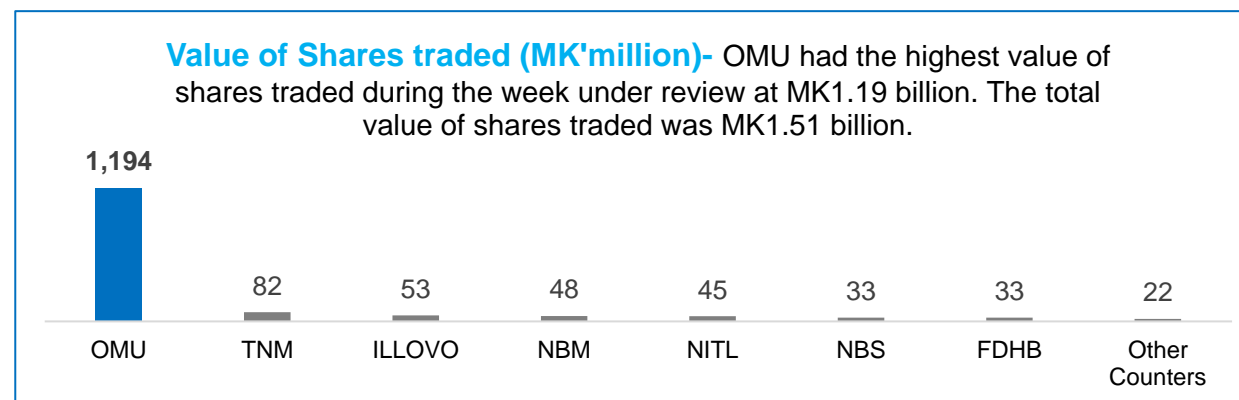 Value of Shares traded (MK'million)- OMU had the highest value of
shares traded during the week under review at MK1.19 billion. The total
value of shares traded was MK1.51 billion.
1,194
82
53
48
45
33
33
22
OMU
TNM
ILLOVO
NBM
NITL
NBS
FDHB
Other
Counters